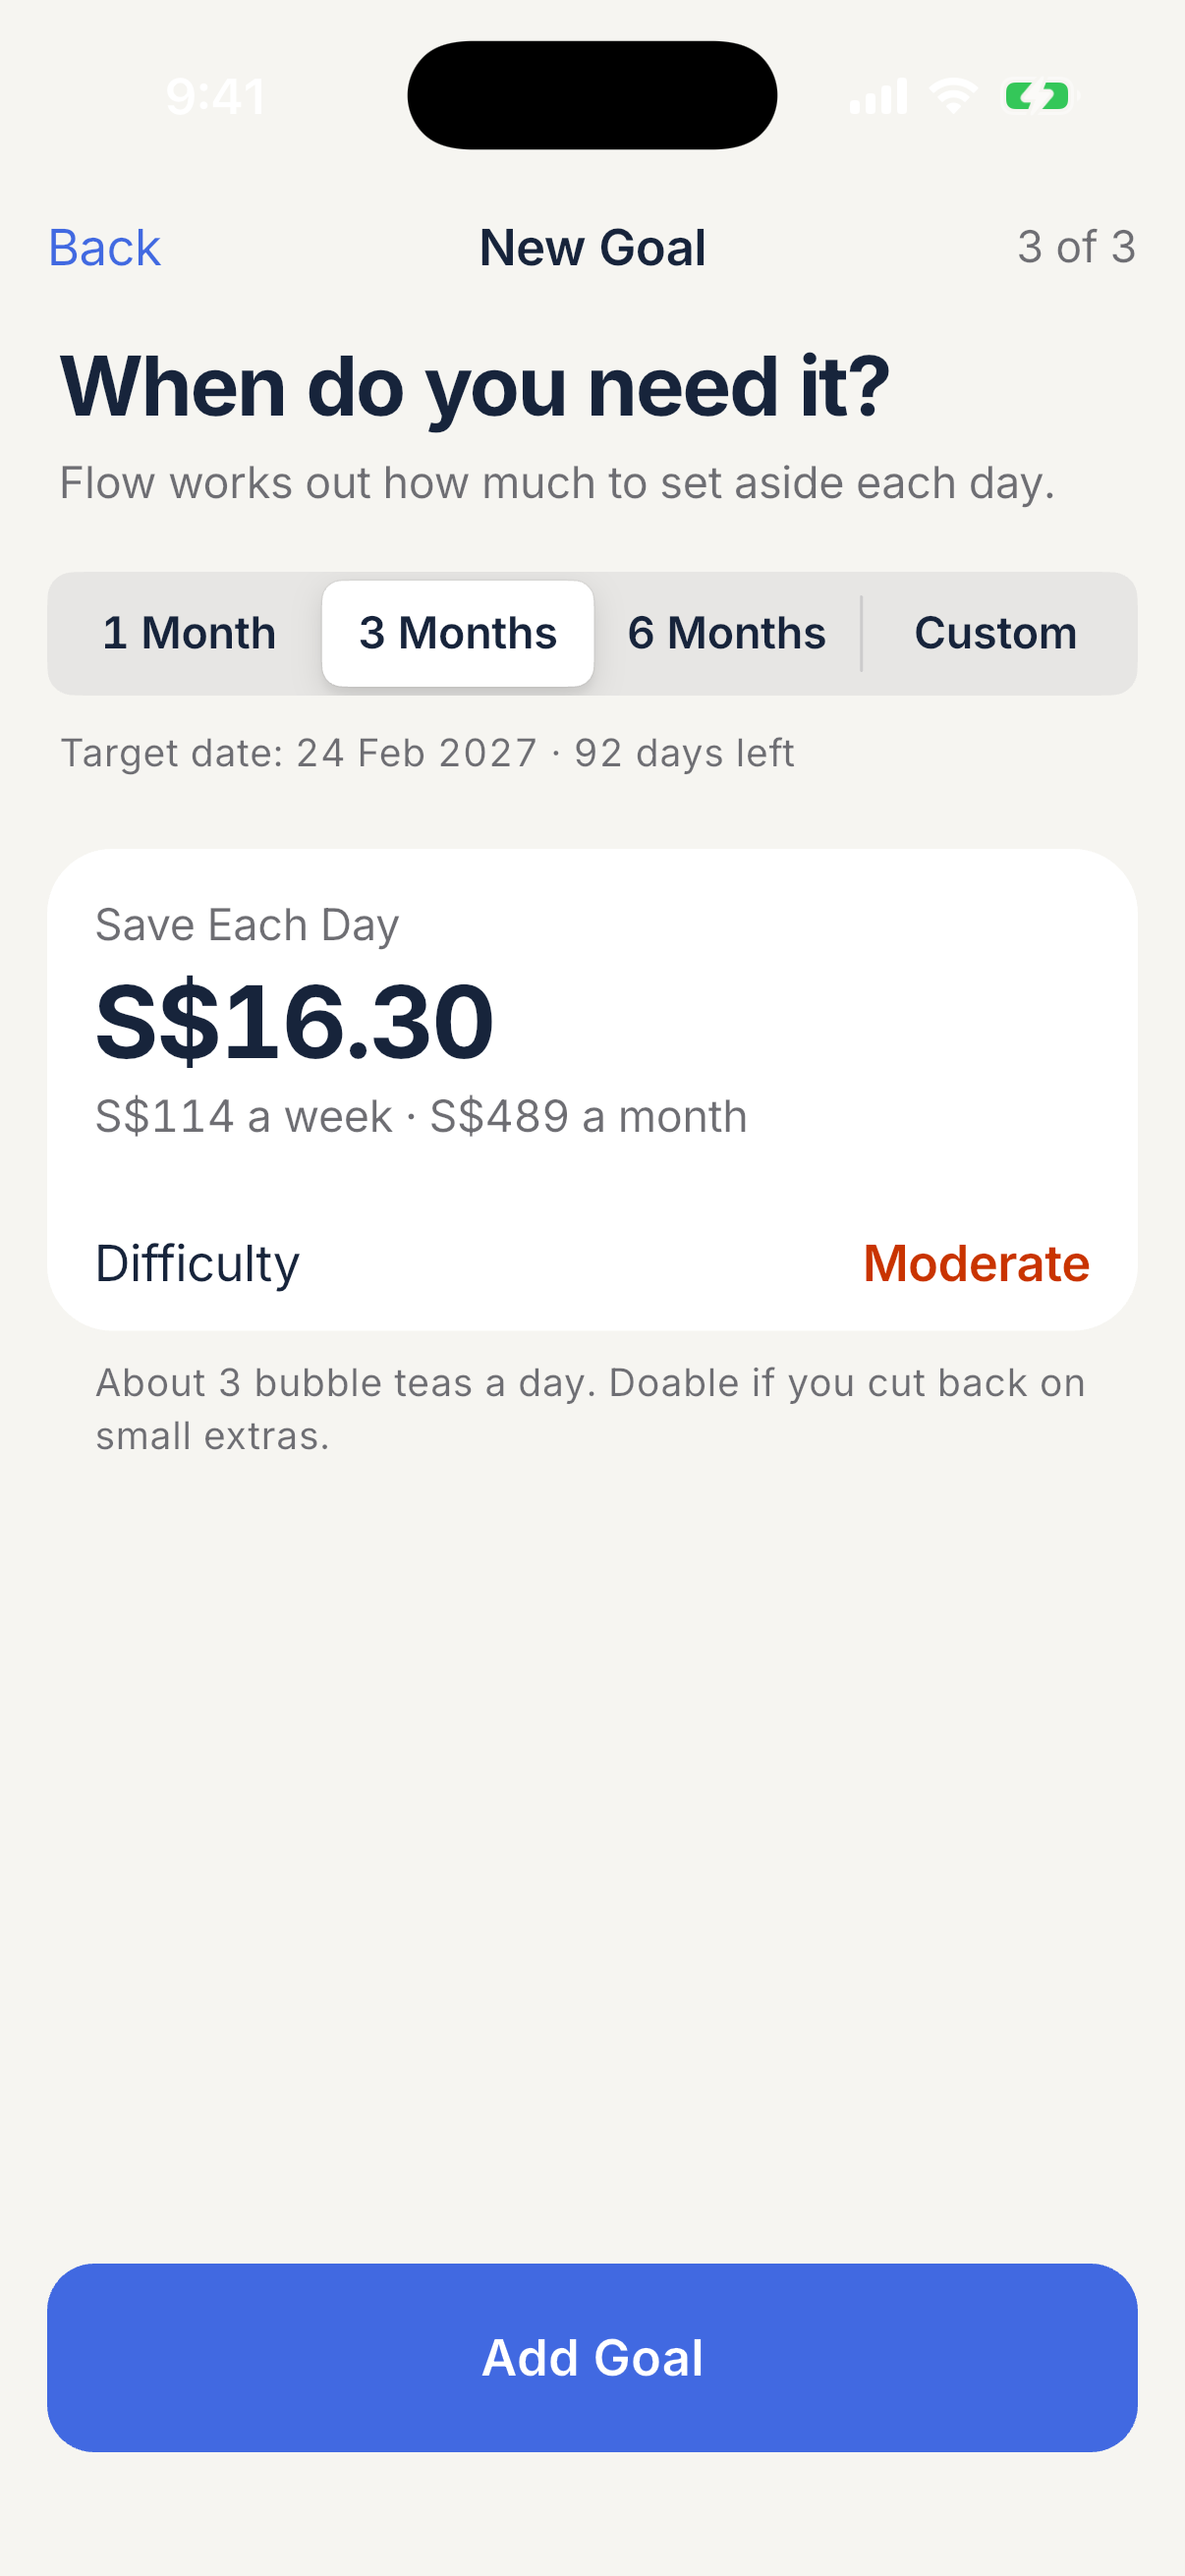 9:41
Back New Goal 3 of 3
When do you need it?
Flow works out how much to set aside each day.
1 Month 3 Months 6 Months Custom
Target date: 24 Feb 2027 · 92 days left
Save Each Day
S$16.30
S$114 a week · S$489 a month
Difficulty Moderate
About 3 bubble teas a day. Doable if you cut back on
small extras.
Add Goal